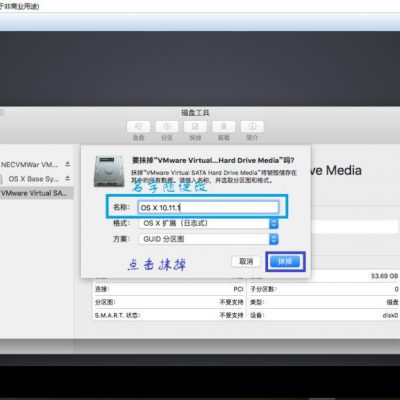 于非商业用途)
磁盘工具
急救 分区 抹掉 装载 简介
NECVMWar VM...
OS X Base Sy...
VMware Virtual SA...
Hard Drive Media
要抹掉“VMware Virtual...Hard Drive Media”吗?
抹掉“VMware Virtual SATA Hard Drive Media”将销毁储存在
其中的所有数据。请输入名称,并选取分区图和格式。
名字随便设
名称: OS X 10.11.1
格式: OS X 扩展(日志式)
方案: GUID 分区图
点击抹掉
取消 抹掉
53.69 GB
连接: PCI 子分区数: 0
分区图: 不受支持 类型: 磁盘
S.M.A.R.T. 状态: 不受支持 设备: disk0